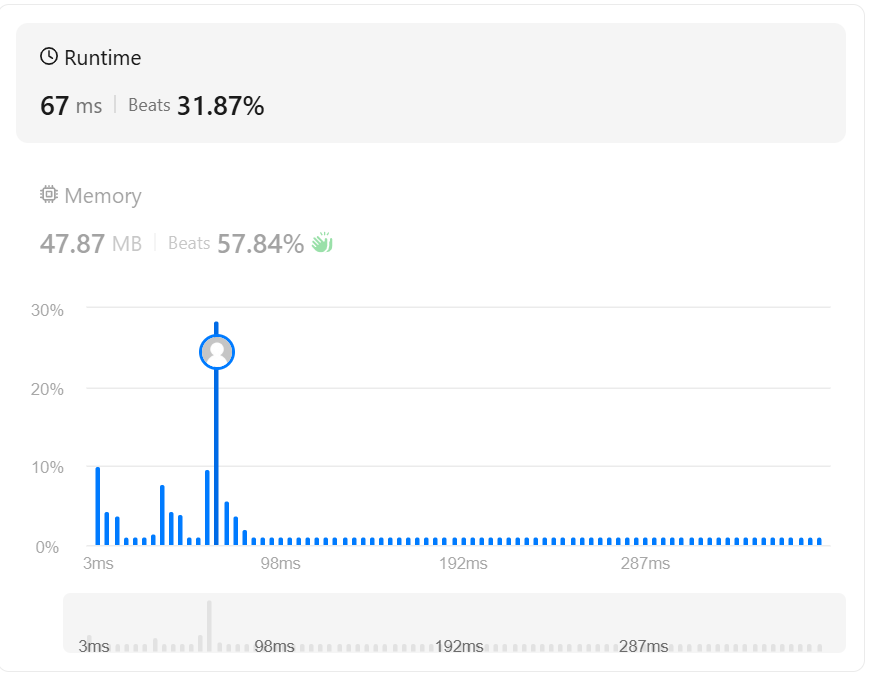 Runtime
67 ms Beats 31.87%
Memory
47.87 MB Beats 57.84%
30%
20%
10%
0%
3ms 98ms 192ms 287ms
3ms 98ms 192ms 287ms